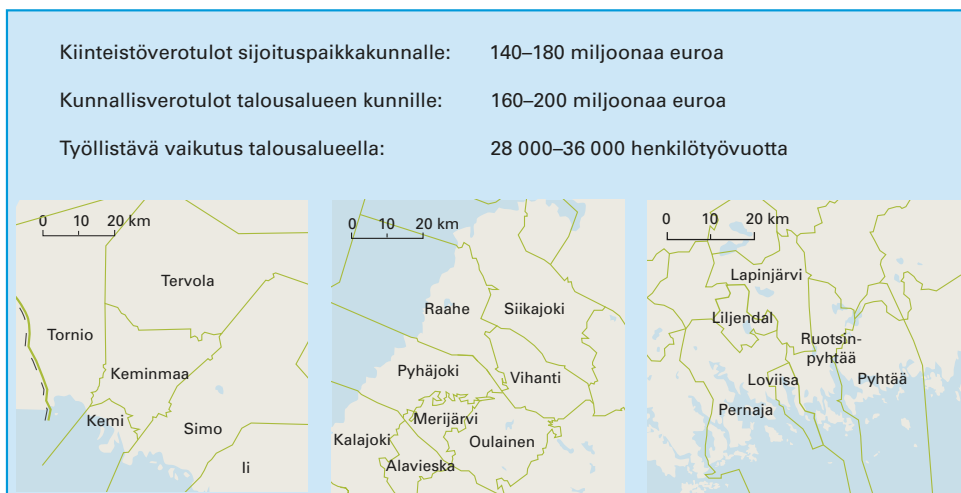 Kiinteistöverotulot sijoituspaikkakunnalle: 140–180 miljoonaa euroa
Kunnallisverotulot talousalueen kunnille: 160–200 miljoonaa euroa
Työllistävä vaikutus talousalueella: 28 000–36 000 henkilötyövuotta
0 10 20 km
Tervola
Tornio
Keminmaa
Kemi
Simo
Ii
0 10 20 km
Raahe
Siikajoki
Pyhäjoki
Vihanti
Merijärvi
Kalajoki
Oulainen
Alavieska
0 10 20 km
Lapinjärvi
Liljendal
Ruotsin-
pyhtää
Loviisa
Pyhtää
Pernaja